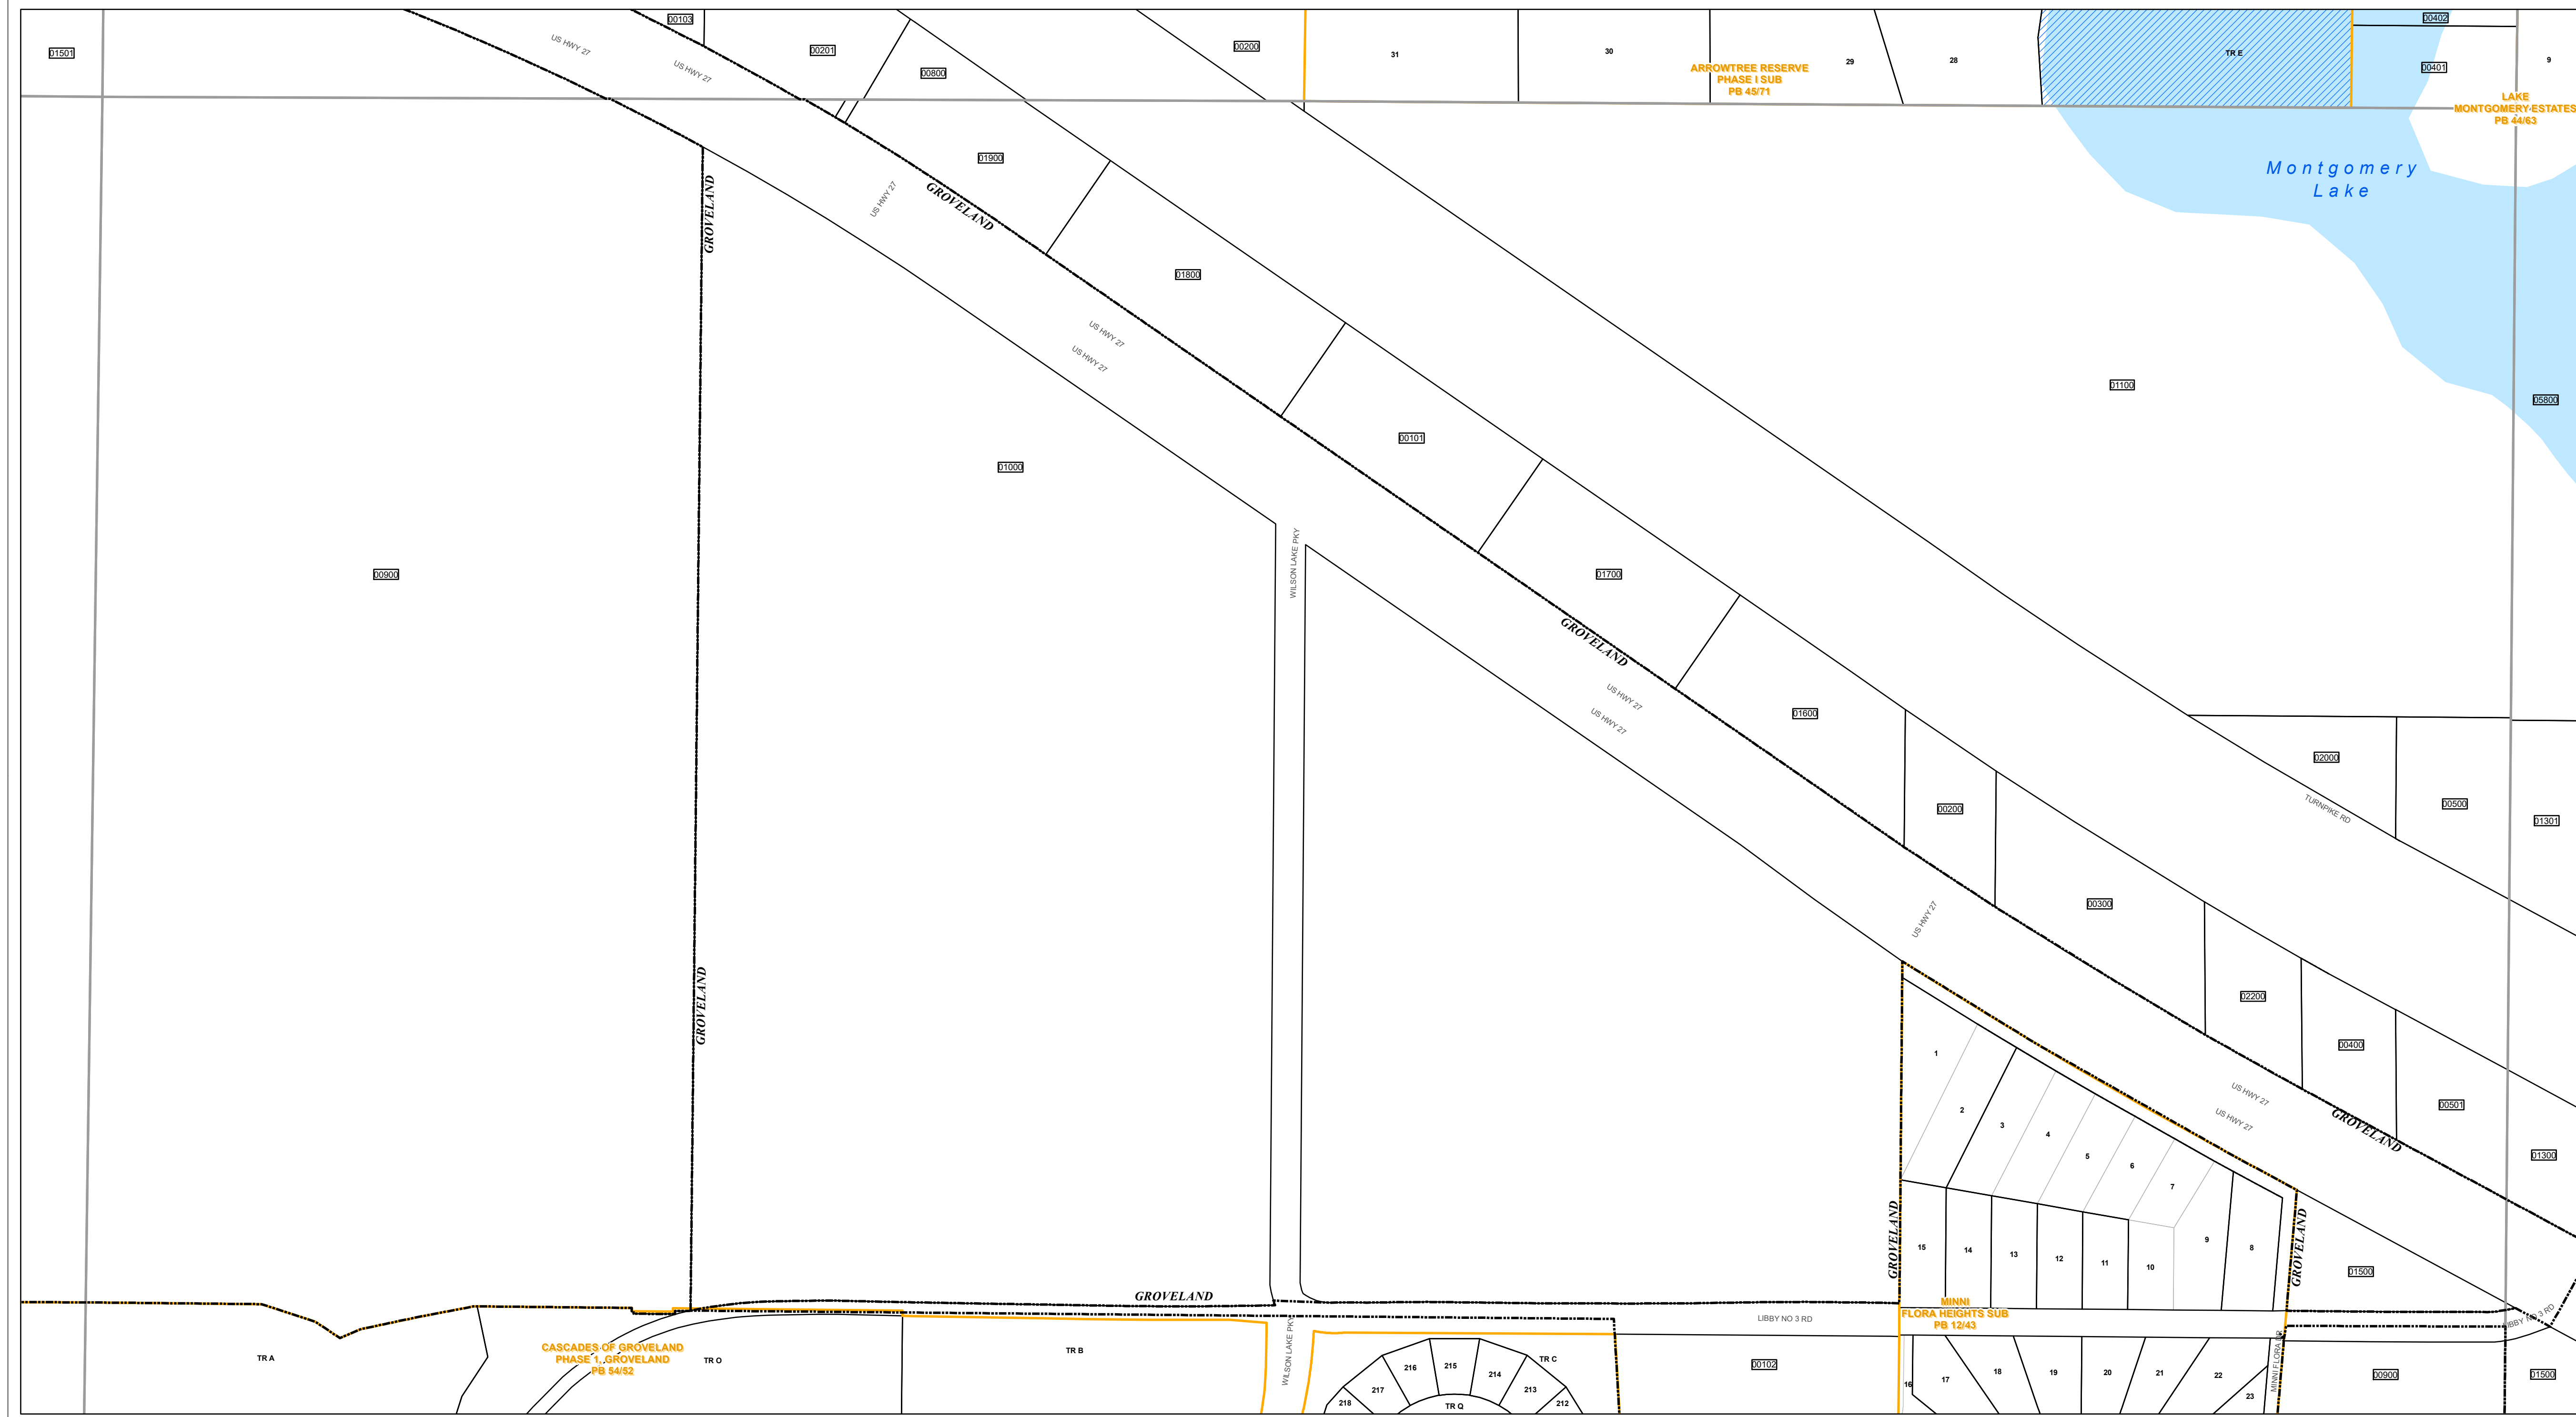 00103
00402
01501
US HWY 27
00201
00200
31
30
ARROWTREE RESERVE
PHASE I SUB
PB 45/71
29
28
TR E
00401
9
US HWY 27
00800
LAKE
MONTGOMERY ESTATES
PB 44/63
01900
Montgomery
Lake
GROVELAND
US HWY 27
GROVELAND
01800
US HWY 27
US HWY 27
01100
05800
00101
01000
00900
WILSON LAKE PKY
01700
GROVELAND
US HWY 27
US HWY 27
01600
02000
TURNPIKE RD
00500
01301
00200
00300
US HWY 27
GROVELAND
02200
00400
1
2
3
4
5
6
7
US HWY 27
US HWY 27
GROVELAND
00501
01300
GROVELAND
15
14
13
12
11
10
9
8
GROVELAND
01500
GROVELAND
MINNI
FLORA HEIGHTS SUB
PB 12/43
LIBBY NO 3 RD
LIBBY NO 3 RD
CASCADES OF GROVELAND
PHASE 1, GROVELAND
PB 54/52
TR A
TR O
TR B
WILSON LAKE PKY
TR C
218
217
216
215
214
213
212
TR Q
00102
16
17
18
19
20
21
22
23
MINNI FLORA DR
00900
01500